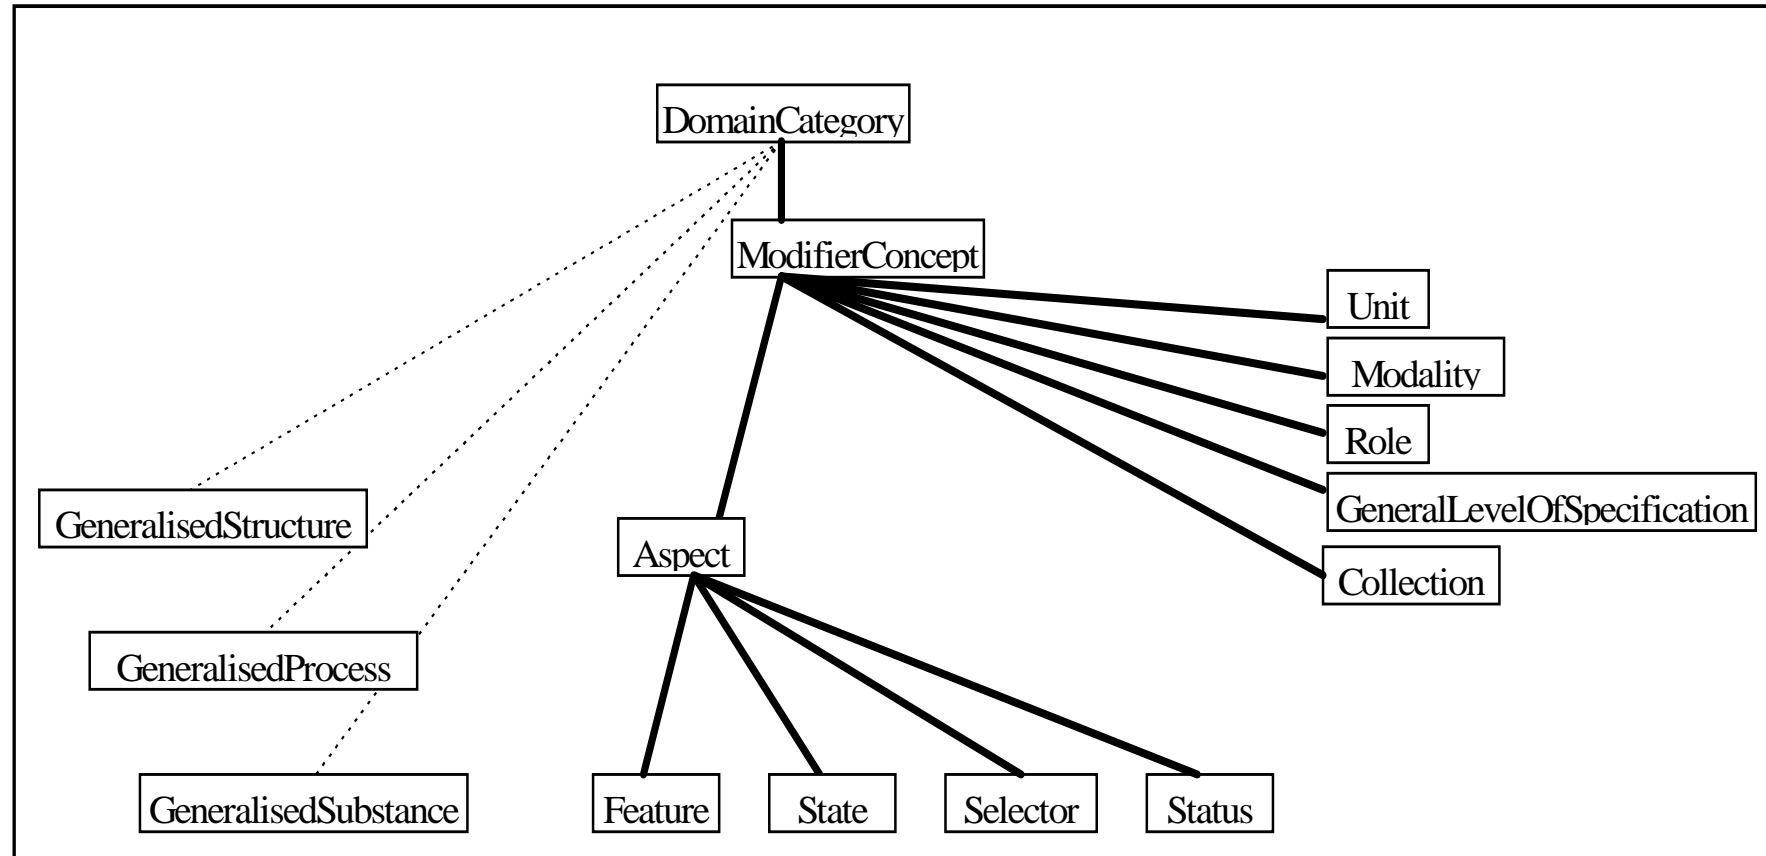 DomainCategory
ModifierConcept
Unit
Modality
Role
GeneralisedStructure
GeneralLevelOfSpecification
Aspect
Collection
GeneralisedProcess
GeneralisedSubstance
Feature
State
Selector
Status